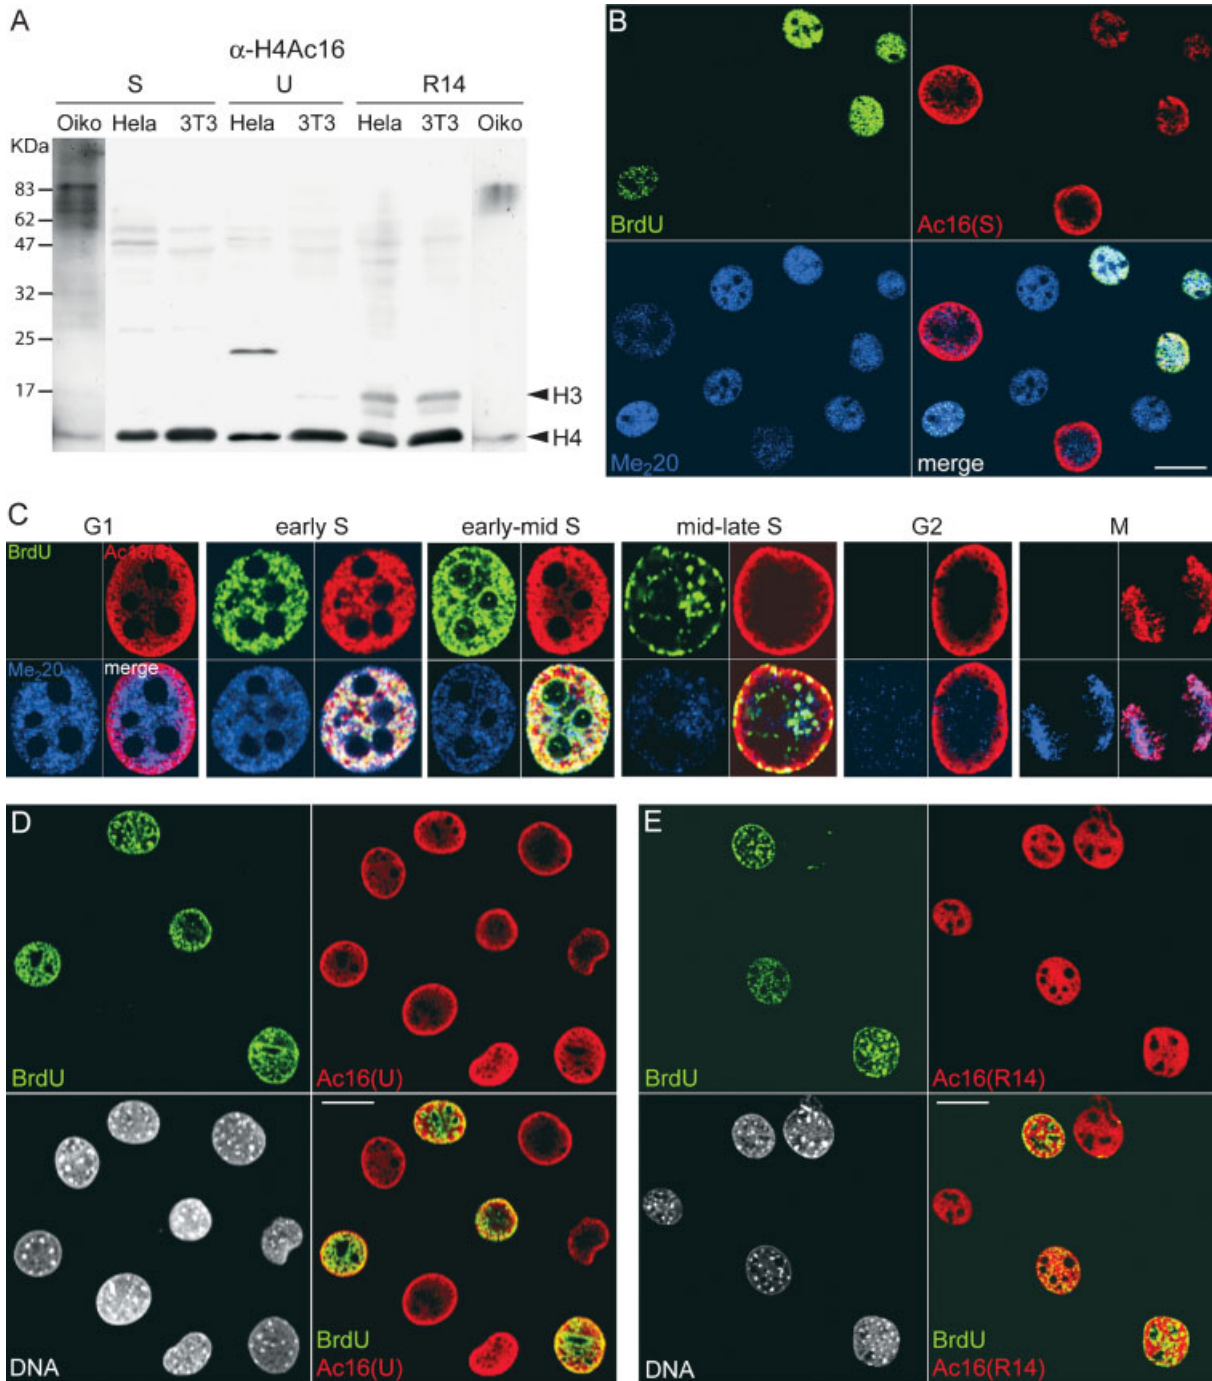 A
α-H4Ac16
S U R14
Oiko Hela 3T3 Hela 3T3 Hela 3T3 Oiko
KDa
83
62
47
32
25
17
H3
H4
B
BrdU
Ac16(S)
Me₂20
merge
C
G1 early S early-mid S mid-late S G2 M
BrdU Ac16(S)
Me₂20 merge
D
BrdU
Ac16(U)
DNA
BrdU
Ac16(U)
E
BrdU
Ac16(R14)
DNA
BrdU
Ac16(R14)